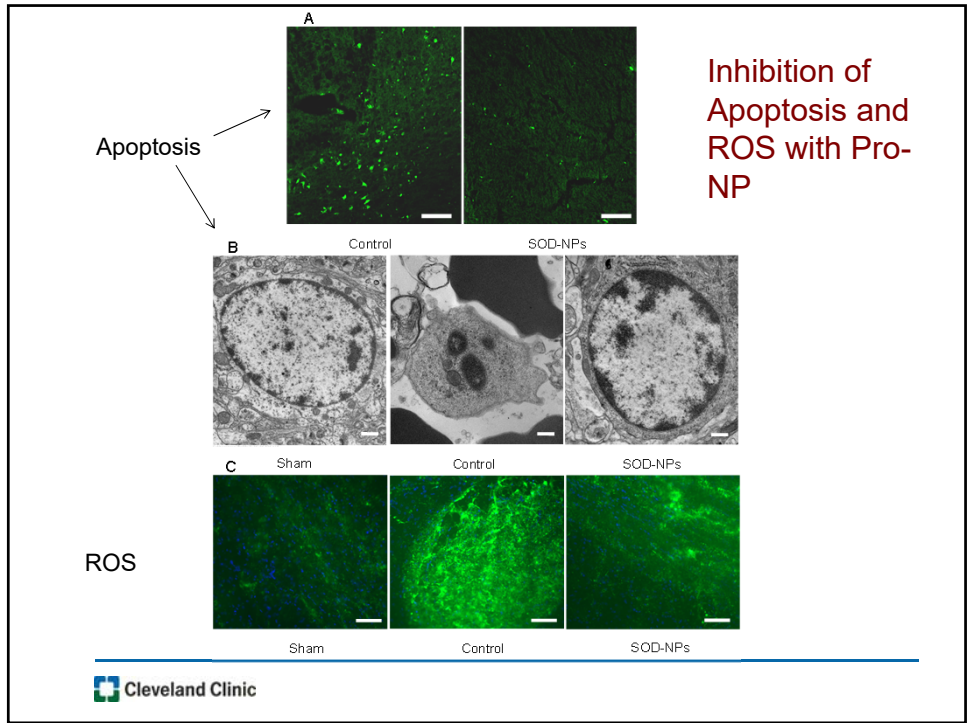 A
Inhibition of
Apoptosis and
ROS with Pro-
NP
Apoptosis
Control
SOD-NPs
B
Sham
Control
SOD-NPs
C
ROS
Sham
Control
SOD-NPs
Cleveland Clinic